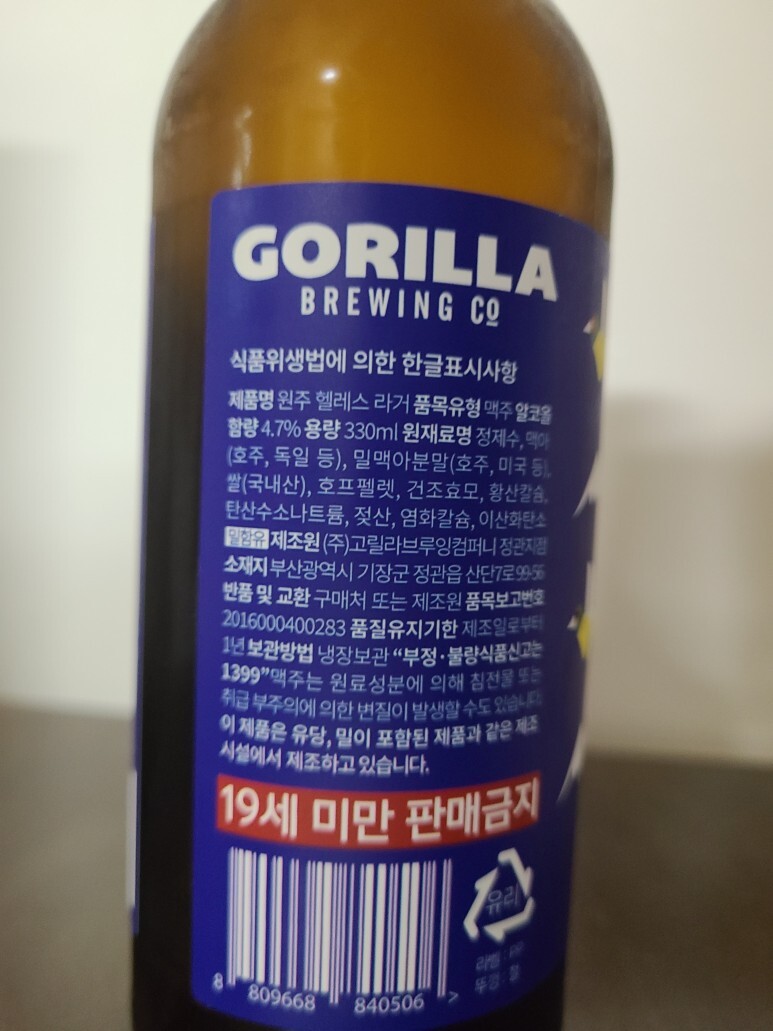 GORILLA
BREWING Cº
식품위생법에 의한 한글표시사항
제품명 원주 헬레스 라거 품목유형 맥주 알코올
함량 4.7% 용량 330ml 원재료명 정제수, 맥아
(호주, 독일 등), 밀맥아분말(호주, 미국 등),
쌀(국내산), 호프펠렛, 건조효모, 황산칼슘,
탄산수소나트륨, 젖산, 염화칼슘, 이산화탄소
밀함유 제조원 (주)고릴라브루잉컴퍼니 정관지점
소재지 부산광역시 기장군 정관읍 산단7로 99-56
반품 및 교환 구매처 또는 제조원 품목보고번호
2016000400283 품질유지기한 제조일로부터
1년 보관방법 냉장보관 “부정·불량식품신고는
1399” 맥주는 원료성분에 의해 침전물 또는
취급 부주의에 의한 변질이 발생할 수도 있습니다.
이 제품은 유당, 밀이 포함된 제품과 같은 제조
시설에서 제조하고 있습니다.
19세 미만 판매금지
유리
라벨 : PP
뚜껑 : 철
8 809668 840506 >